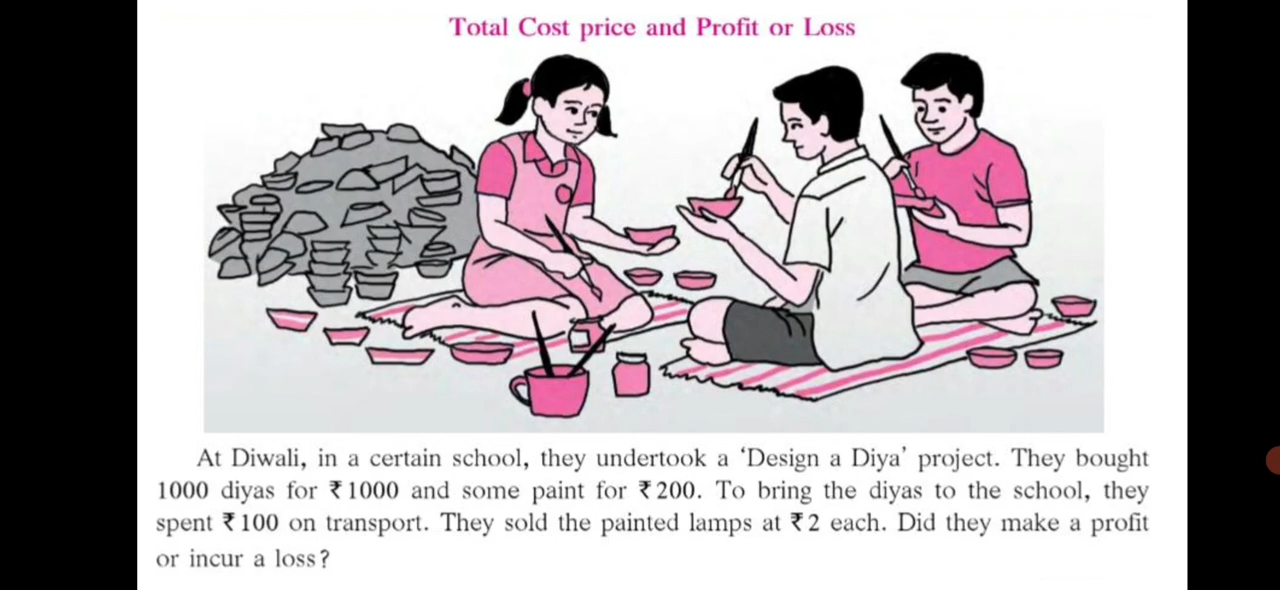 Total Cost price and Profit or Loss
At Diwali, in a certain school, they undertook a ‘Design a Diya’ project. They bought
1000 diyas for ₹1000 and some paint for ₹200. To bring the diyas to the school, they
spent ₹100 on transport. They sold the painted lamps at ₹2 each. Did they make a profit
or incur a loss?